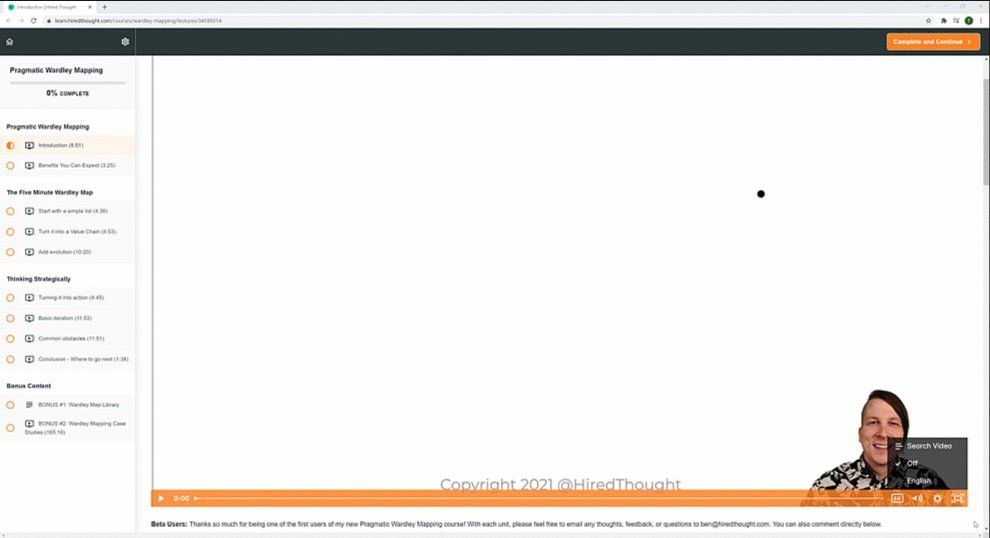 Introduction | Hired Thought
learn.hiredthought.com/courses/wardley-mapping/lectures/34189314
Complete and Continue
Pragmatic Wardley Mapping
0% COMPLETE
Pragmatic Wardley Mapping
Introduction (8:51)
Benefits You Can Expect (3:25)
The Five Minute Wardley Map
Start with a simple list (4:36)
Turn it into a Value Chain (4:53)
Add evolution (10:20)
Thinking Strategically
Turning it into action (4:45)
Basic iteration (11:53)
Common obstacles (11:51)
Conclusion - Where to go next (1:38)
Bonus Content
BONUS #1: Wardley Map Library
BONUS #2: Wardley Mapping Case
Studies (165:18)
Search Video
Off
English
Copyright 2021 @HiredThought
0:00
CC
Beta Users: Thanks so much for being one of the first users of my new Pragmatic Wardley Mapping course! With each unit, please feel free to email any thoughts, feedback, or questions to ben@hiredthought.com. You can also comment directly below.